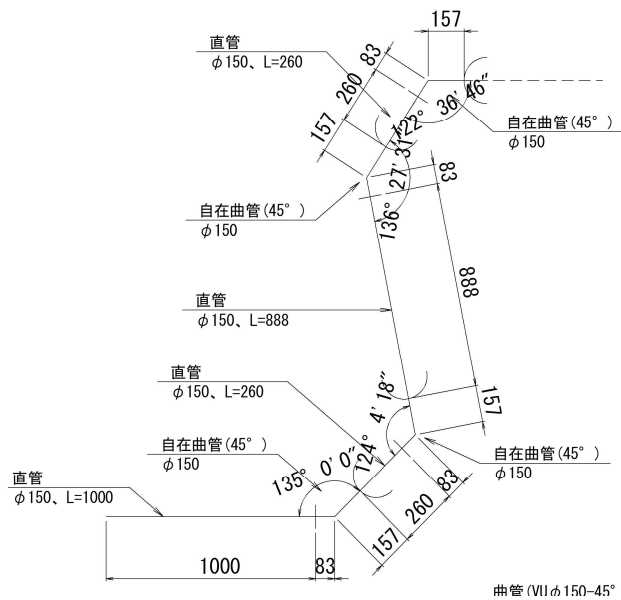 157
直管
φ150、L=260
83
260
157
122° 36′ 46″
自在曲管(45°)
φ150
136° 27′ 31″
83
自在曲管(45°)
φ150
888
直管
φ150、L=888
直管
φ150、L=260
157
124° 4′ 18″
自在曲管(45°)
φ150
自在曲管(45°)
φ150
135° 0′ 0″
直管
φ150、L=1000
83
260
157
1000
83
曲管(VUφ150-45°